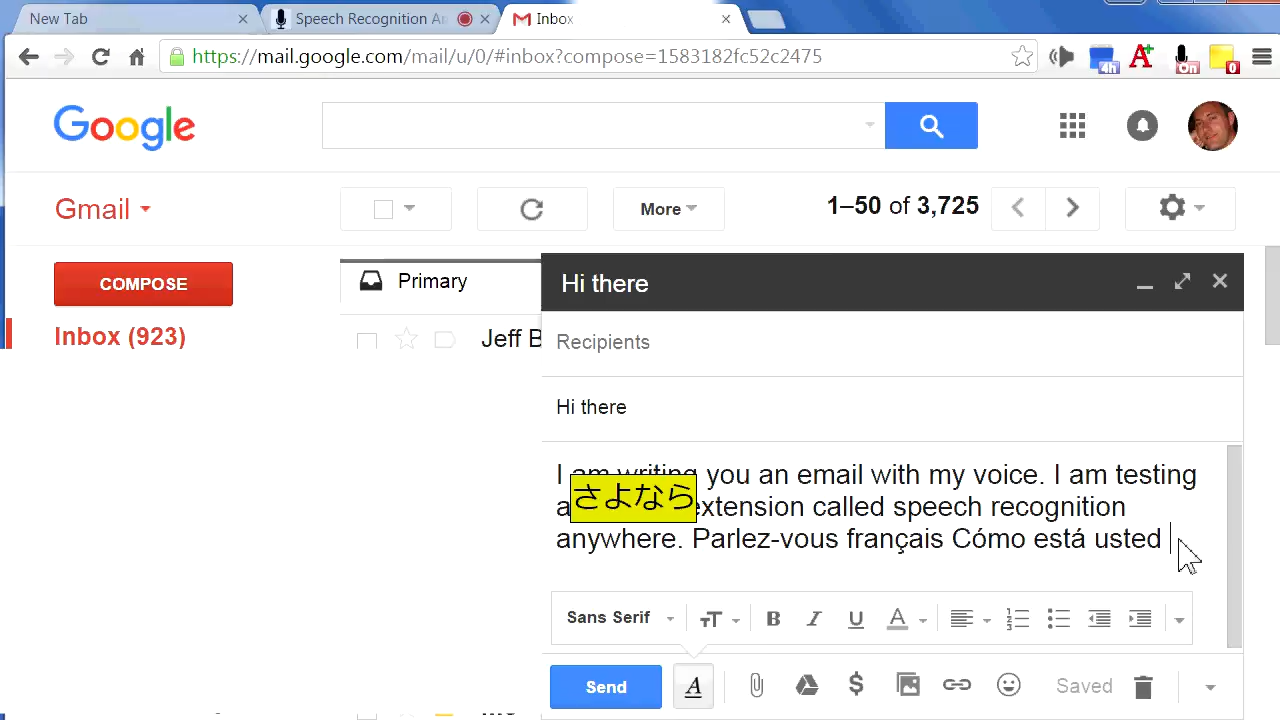 New Tab
Speech Recognition
Inbox
https://mail.google.com/mail/u/0/#inbox?compose=1583182fc52c2475
4h
A+
On
0
Google
Gmail
More
1–50 of 3,725
COMPOSE
Primary
Hi there
Inbox (923)
Jeff B
Recipients
Hi there
I am writing you an email with my voice. I am testing
さよなら
extension called speech recognition
anywhere. Parlez-vous français Cómo está usted
Sans Serif
B I U A
Send
A
$
Saved